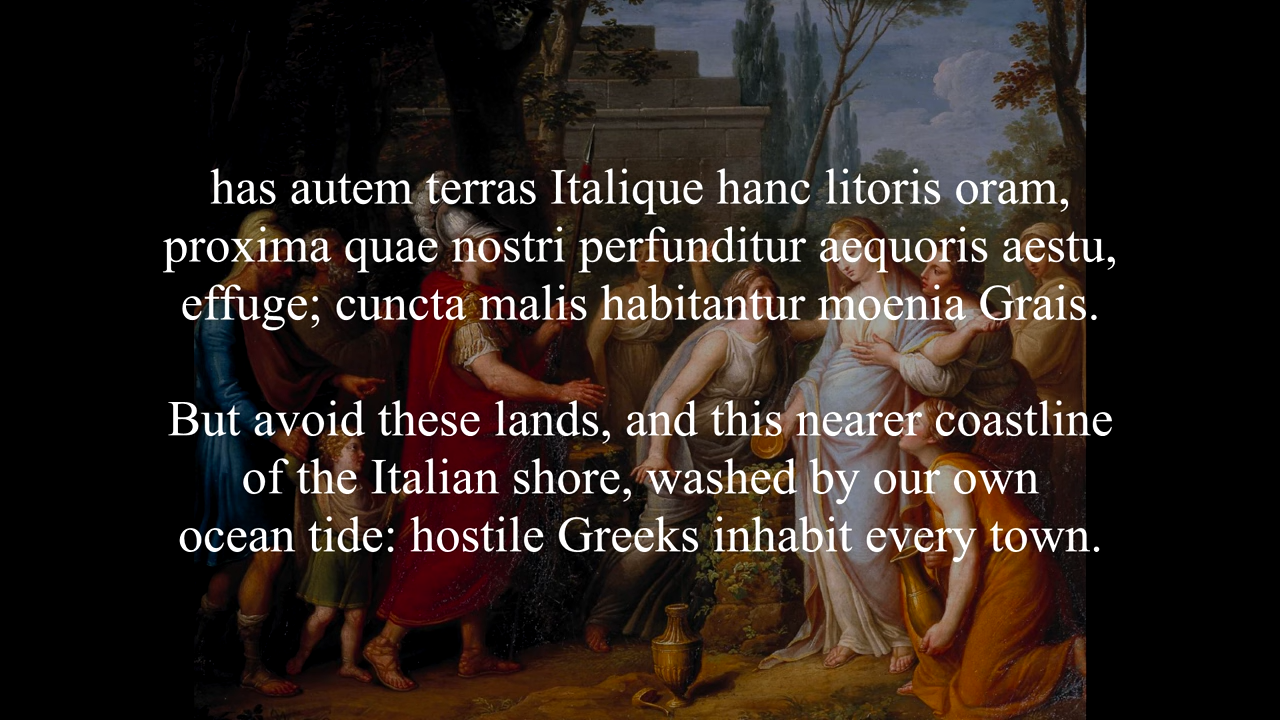 has autem terras Italique hanc litoris oram,
proxima quae nostri perfunditur aequoris aestu,
effuge; cuncta malis habitantur moenia Grais.
But avoid these lands, and this nearer coastline
of the Italian shore, washed by our own
ocean tide: hostile Greeks inhabit every town.